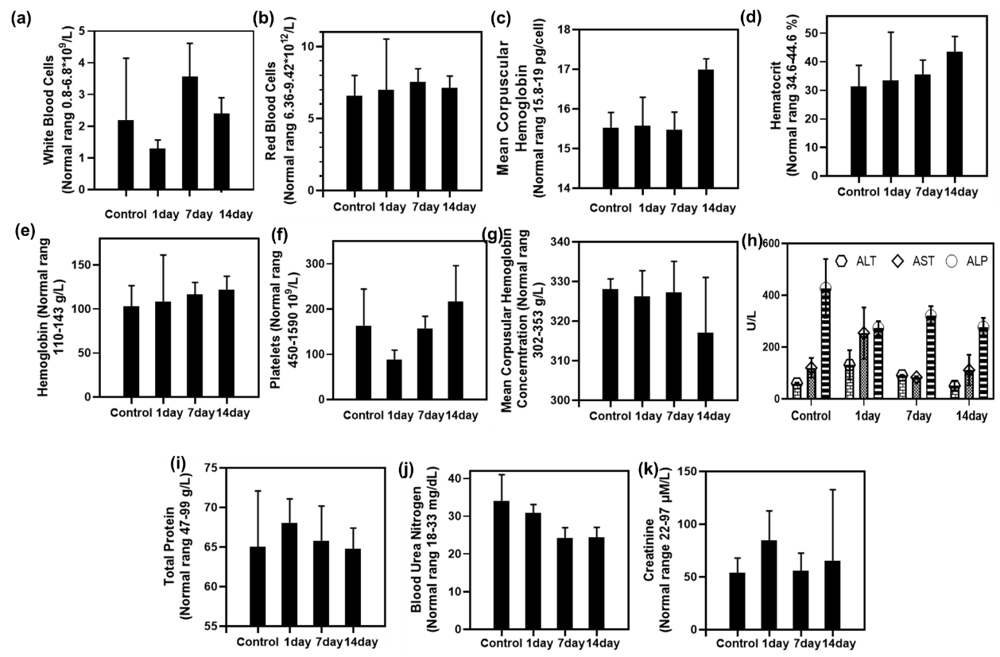 (a)
White Blood Cells
(Normal rang 0.8-6.8*10⁹/L)
5
4
3
2
1
0
Control 1day 7day 14day
(b)
Red Blood Cells
(Normal rang 6.36-9.42*10¹²/L)
10
5
0
Control 1day 7day 14day
(c)
Mean Corpuscular
Hemoglobin
(Normal rang 15.8-19 pg/cell)
18
17
16
15
14
Control 1day 7day 14day
(d)
Hematocrit
(Normal rang 34.6-44.6 %)
50
40
30
20
10
0
Control 1day 7day 14day
(e)
Hemoglobin (Normal rang
110-143 g/L)
150
100
50
0
Control 1day 7day 14day
(f)
Platelets (Normal rang
450-1590 10⁹/L)
300
200
100
0
Control 1day 7day 14day
(g)
Mean Corpusular Hemoglobin
Concerntration (Normal rang
302-353 g/L)
340
330
320
310
300
Control 1day 7day 14day
(h)
U/L
600
400
200
0
ALT AST ALP
Control 1day 7day 14day
(i)
Total Protein
(Normal rang 47-99 g/L)
75
70
65
60
55
Control 1day 7day 14day
(j)
Blood Urea Nitrogen
(Normal rang 18-33 mg/dL)
40
30
20
10
0
Control 1day 7day 14day
(k)
Creatinine
(Normal range 22-97 µM/L)
150
100
50
0
Control 1day 7day 14day